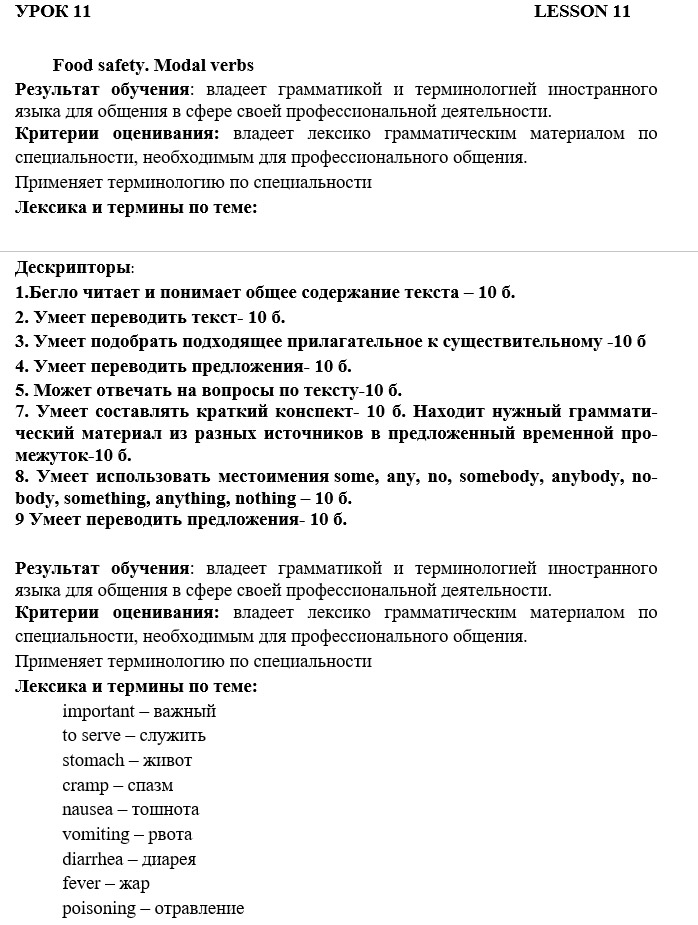 УРОК 11 LESSON 11
Food safety. Modal verbs
Результат обучения: владеет грамматикой и терминологией иностранного
языка для общения в сфере своей профессиональной деятельности.
Критерии оценивания: владеет лексико грамматическим материалом по
специальности, необходимым для профессионального общения.
Применяет терминологию по специальности
Лексика и термины по теме:
Дескрипторы:
1.Бегло читает и понимает общее содержание текста – 10 б.
2. Умеет переводить текст- 10 б.
3. Умеет подобрать подходящее прилагательное к существительному -10 б
4. Умеет переводить предложения- 10 б.
5. Может отвечать на вопросы по тексту-10 б.
7. Умеет составлять краткий конспект- 10 б. Находит нужный граммати-
ческий материал из разных источников в предложенный временной про-
межуток-10 б.
8. Умеет использовать местоимения some, any, no, somebody, anybody, no-
body, something, anything, nothing – 10 б.
9 Умеет переводить предложения- 10 б.
Результат обучения: владеет грамматикой и терминологией иностранного
языка для общения в сфере своей профессиональной деятельности.
Критерии оценивания: владеет лексико грамматическим материалом по
специальности, необходимым для профессионального общения.
Применяет терминологию по специальности
Лексика и термины по теме:
important – важный
to serve – служить
stomach – живот
cramp – спазм
nausea – тошнота
vomiting – рвота
diarrhea – диарея
fever – жар
poisoning – отравление